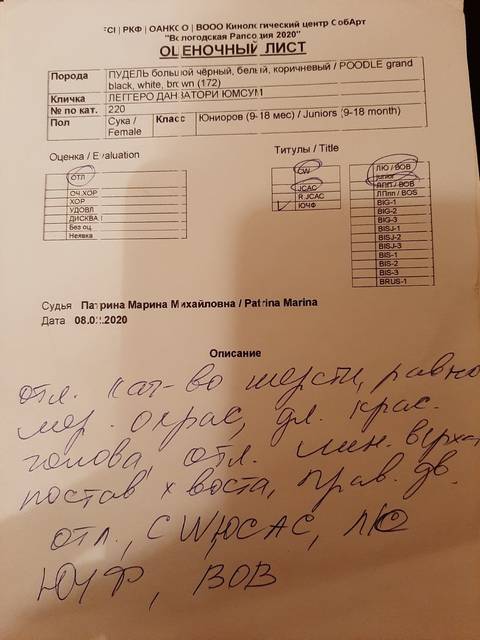 FCI | РКФ | ОАНКОО | ВООО Кинологический центр СобАрт
"Вологодская Рапсодия 2020"
ОЦЕНОЧНЫЙ ЛИСТ
Порода ПУДЕЛЬ большой чёрный, белый, коричневый / POODLE grand black, white, brown (172)
Кличка ЛЕГГЕРО ДАНЗАТОРИ ЮМСУМ
№ по кат. 220
Пол Сука / Female Класс Юниоров (9-18 мес) / Juniors (9-18 month)
Оценка / Evaluation
ОТЛ
ОЧ.ХОР
ХОР
УДОВЛ
ДИСКВАЛ
Без оц.
Неявка
Титулы / Title
CW
JCAC
R.JCAC
ЮЧФ
ЛЮ / BOB
junior
ЛПП / BOB
ЛПпп / BOS
BIG-1
BIG-2
BIG-3
BISJ-1
BISJ-2
BISJ-3
BIS-1
BIS-2
BIS-3
BRUS-1
Судья Патрина Марина Михайловна / Patrina Marina
Дата 08.02.2020
Описание
отл. кач-во шерсти, равно
мер. окрас, дл. крас.
голова, отл. лин. верха,
постав хвоста, прав. дв.
отл., CW, ЮСАС, ЛЮ
ЮЧФ, BOB